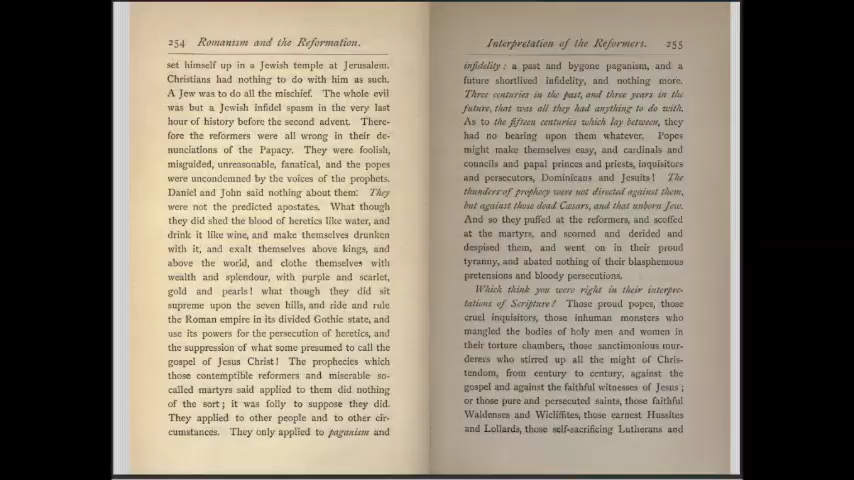 254 Romanism and the Reformation.
set himself up in a Jewish temple at Jerusalem.
Christians had nothing to do with him as such.
A Jew was to do all the mischief. The whole evil
was but a Jewish infidel spasm in the very last
hour of history before the second advent. There-
fore the reformers were all wrong in their de-
nunciations of the Papacy. They were foolish,
misguided, unreasonable, fanatical, and the popes
were uncondemned by the voices of the prophets.
Daniel and John said nothing about them. They
were not the predicted apostates. What though
they did shed the blood of heretics like water, and
drink it like wine, and make themselves drunken
with it, and exalt themselves above kings, and
above the world, and clothe themselves with
wealth and splendour, with purple and scarlet,
gold and pearls! what though they did sit
supreme upon the seven hills, and ride and rule
the Roman empire in its divided Gothic state, and
use its powers for the persecution of heretics, and
the suppression of what some presumed to call the
gospel of Jesus Christ! The prophecies which
those contemptible reformers and miserable so-
called martyrs said applied to them did nothing
of the sort; it was folly to suppose they did.
They applied to other people and to other cir-
cumstances. They only applied to paganism and
Interpretation of the Reformers. 255
infidelity: a past and bygone paganism, and a
future shortlived infidelity, and nothing more.
Three centuries in the past, and three years in the
future, that was all they had anything to do with.
As to the fifteen centuries which lay between, they
had no bearing upon them whatever. Popes
might make themselves easy, and cardinals and
councils and papal princes and priests, inquisitors
and persecutors, Dominicans and Jesuits! The
thunders of prophecy were not directed against them,
but against those dead Cæsars, and that unborn Jew.
And so they puffed at the reformers, and scoffed
at the martyrs, and scorned and derided and
despised them, and went on in their proud
tyranny, and abated nothing of their blasphemous
pretensions and bloody persecutions.
Which think you were right in their interpre-
tations of Scripture? Those proud popes, those
cruel inquisitors, those inhuman monsters who
mangled the bodies of holy men and women in
their torture chambers, those sanctimonious mur-
derers who stirred up all the might of Chris-
tendom, from century to century, against the
gospel and against the faithful witnesses of Jesus;
or those pure and persecuted saints, those faithful
Waldenses and Wicliffites, those earnest Hussites
and Lollards, those self-sacrificing Lutherans and